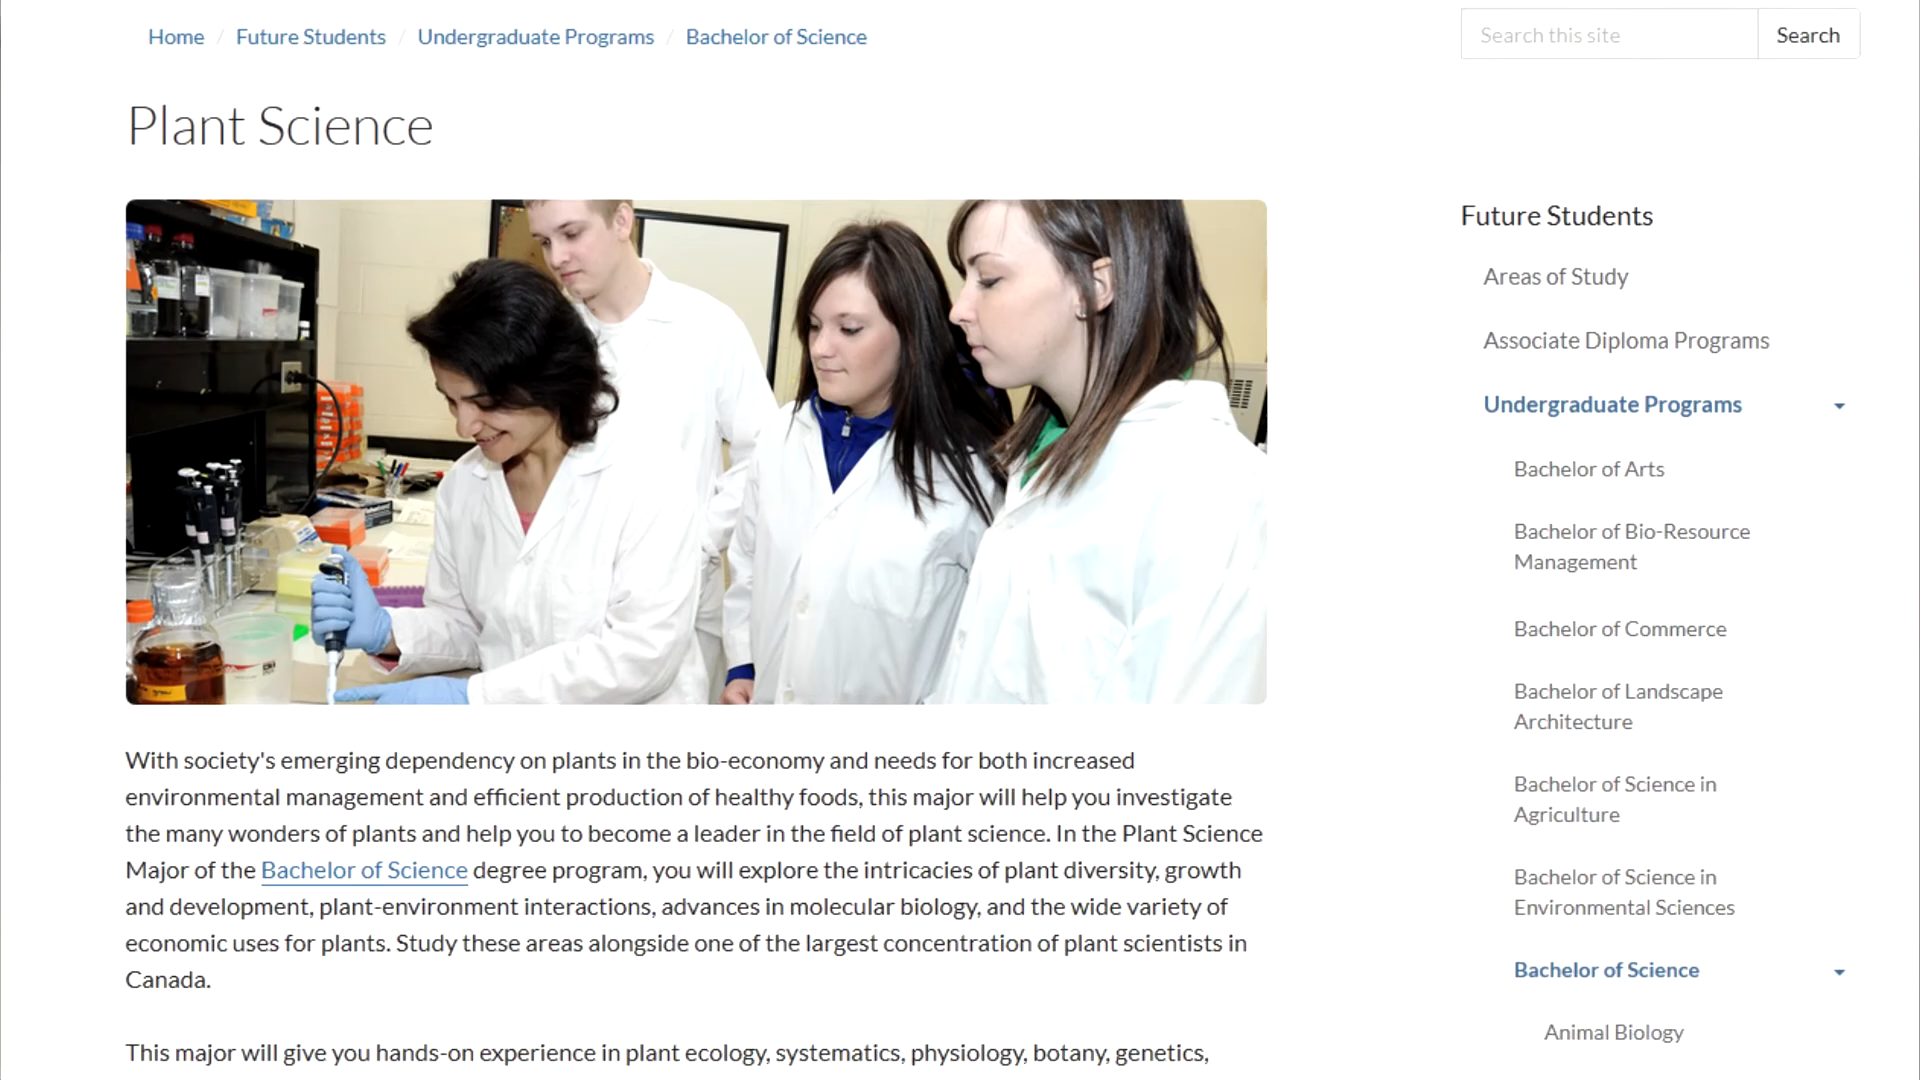 Home / Future Students / Undergraduate Programs / Bachelor of Science
Search this site
Search
Plant Science
With society's emerging dependency on plants in the bio-economy and needs for both increased
environmental management and efficient production of healthy foods, this major will help you investigate
the many wonders of plants and help you to become a leader in the field of plant science. In the Plant Science
Major of the Bachelor of Science degree program, you will explore the intricacies of plant diversity, growth
and development, plant-environment interactions, advances in molecular biology, and the wide variety of
economic uses for plants. Study these areas alongside one of the largest concentration of plant scientists in
Canada.
This major will give you hands-on experience in plant ecology, systematics, physiology, botany, genetics,
Future Students
Areas of Study
Associate Diploma Programs
Undergraduate Programs
Bachelor of Arts
Bachelor of Bio-Resource
Management
Bachelor of Commerce
Bachelor of Landscape
Architecture
Bachelor of Science in
Agriculture
Bachelor of Science in
Environmental Sciences
Bachelor of Science
Animal Biology